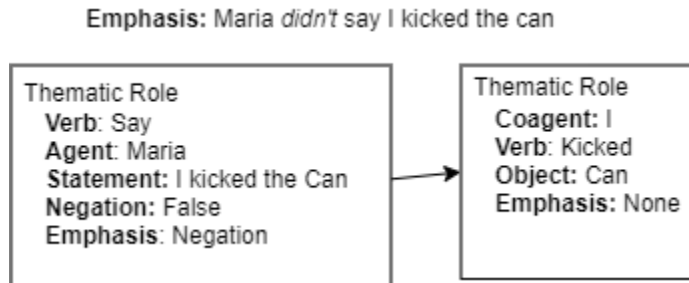 Emphasis: Maria didn't say I kicked the can
Thematic Role
Verb: Say
Agent: Maria
Statement: I kicked the Can
Negation: False
Emphasis: Negation
Thematic Role
Coagent: I
Verb: Kicked
Object: Can
Emphasis: None